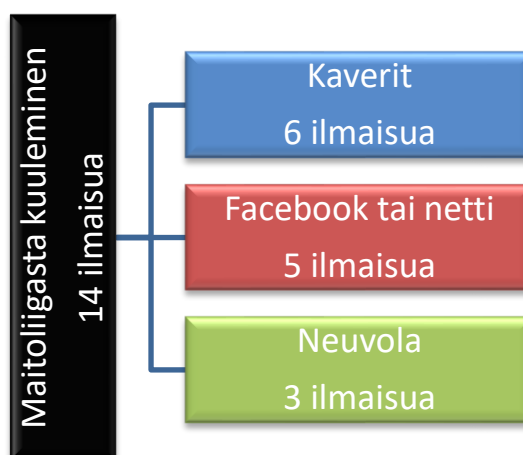 Maitoliigasta kuuleminen
14 ilmaisua
Kaverit
6 ilmaisua
Facebook tai netti
5 ilmaisua
Neuvola
3 ilmaisua